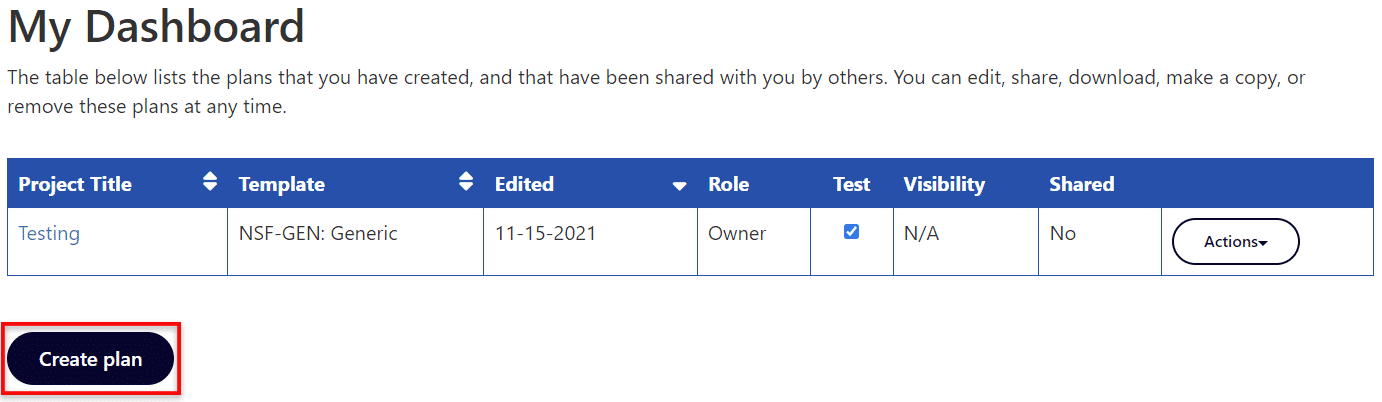 My Dashboard
The table below lists the plans that you have created, and that have been shared with you by others. You can edit, share, download, make a copy, or
remove these plans at any time.
Project Title Template Edited Role Test Visibility Shared
Testing NSF-GEN: Generic 11-15-2021 Owner N/A No Actions
Create plan